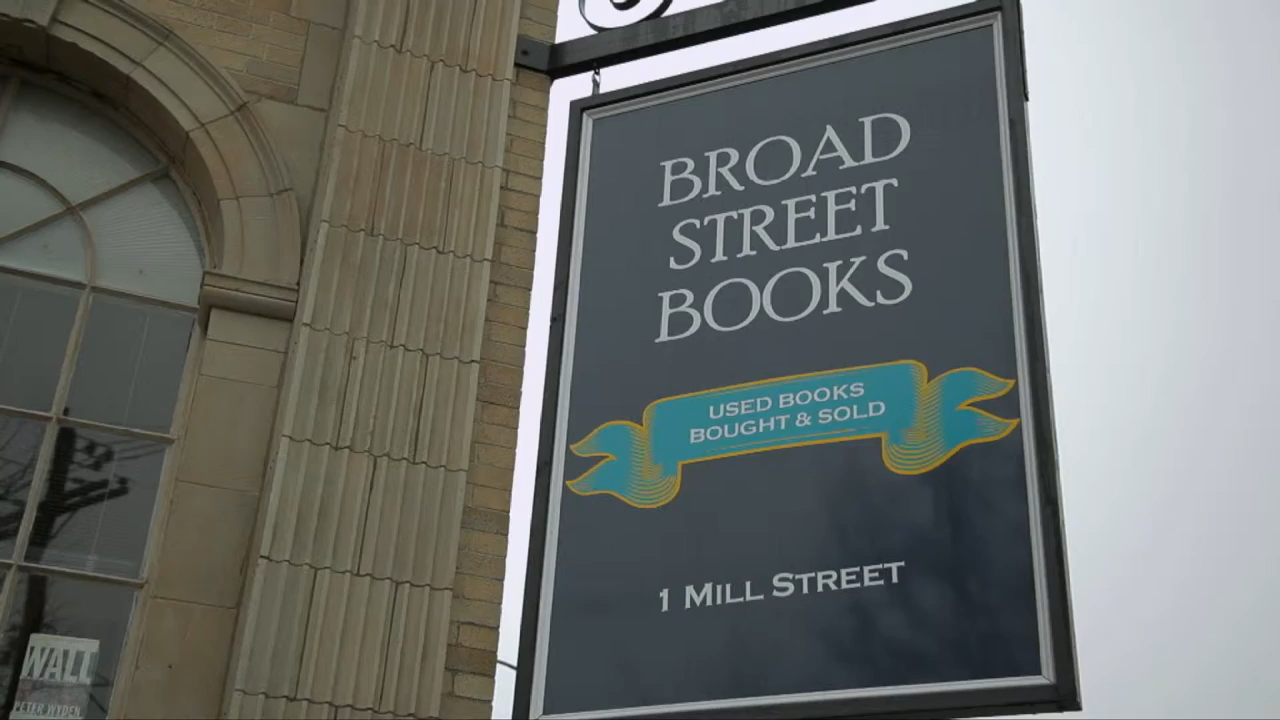 BROAD
STREET
BOOKS
USED BOOKS
BOUGHT & SOLD
1 MILL STREET
WALL
PETER WYDEN